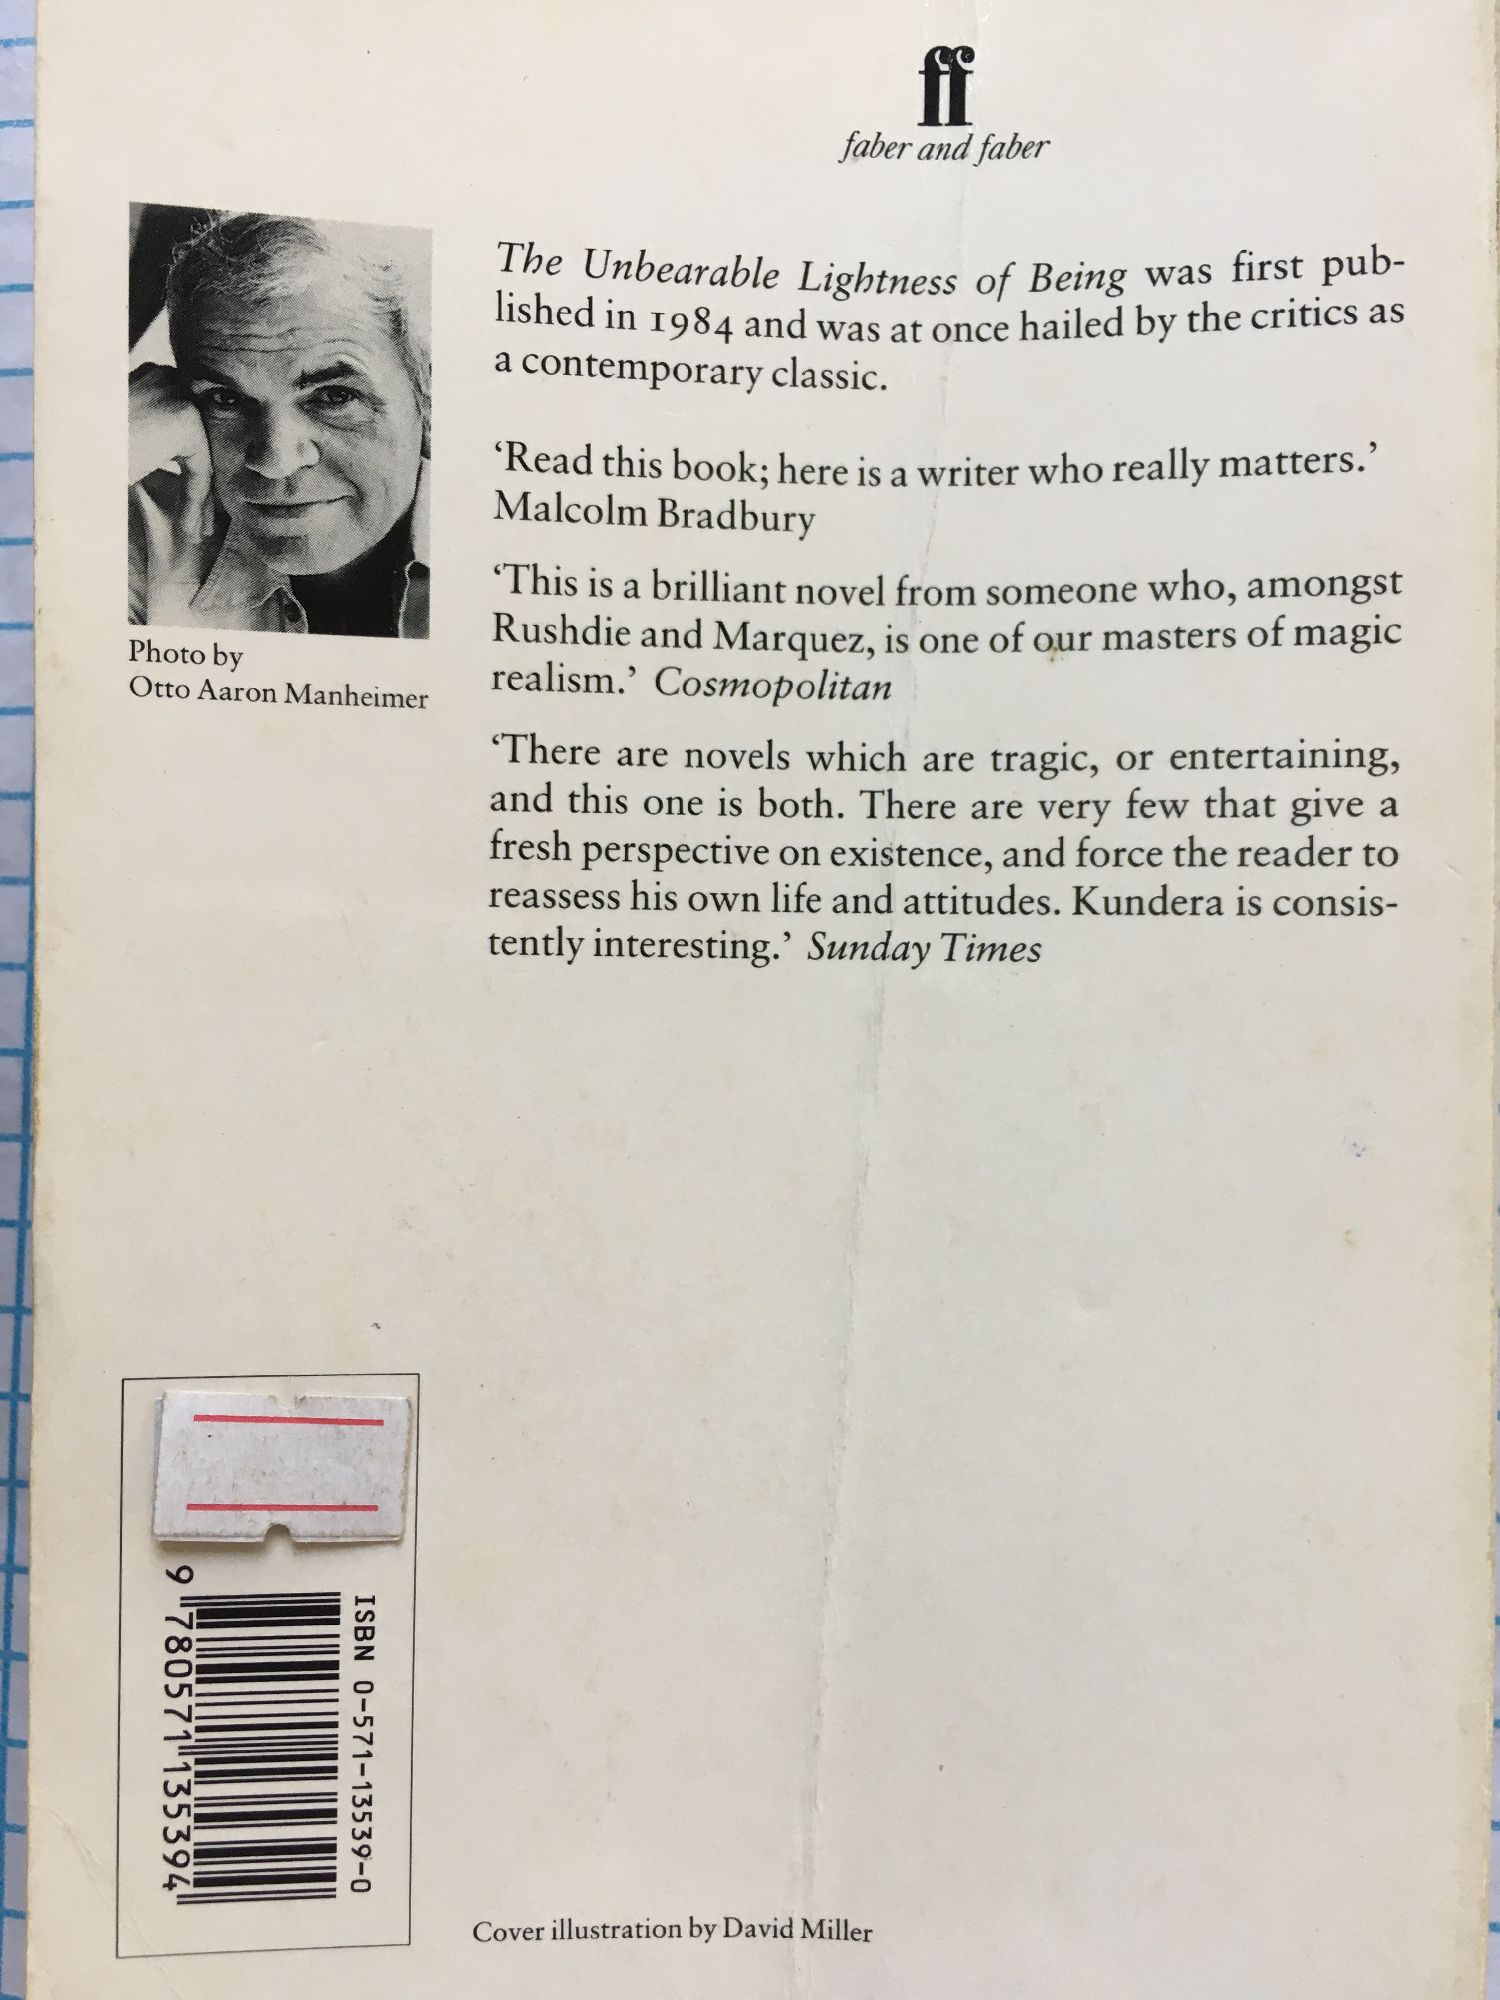 ff
faber and faber
The Unbearable Lightness of Being was first pub-
lished in 1984 and was at once hailed by the critics as
a contemporary classic.
‘Read this book; here is a writer who really matters.’
Malcolm Bradbury
‘This is a brilliant novel from someone who, amongst
Rushdie and Marquez, is one of our masters of magic
realism.’ Cosmopolitan
‘There are novels which are tragic, or entertaining,
and this one is both. There are very few that give a
fresh perspective on existence, and force the reader to
reassess his own life and attitudes. Kundera is consis-
tently interesting.’ Sunday Times
Photo by
Otto Aaron Manheimer
ISBN 0-571-13539-0
9 780571 135394
Cover illustration by David Miller